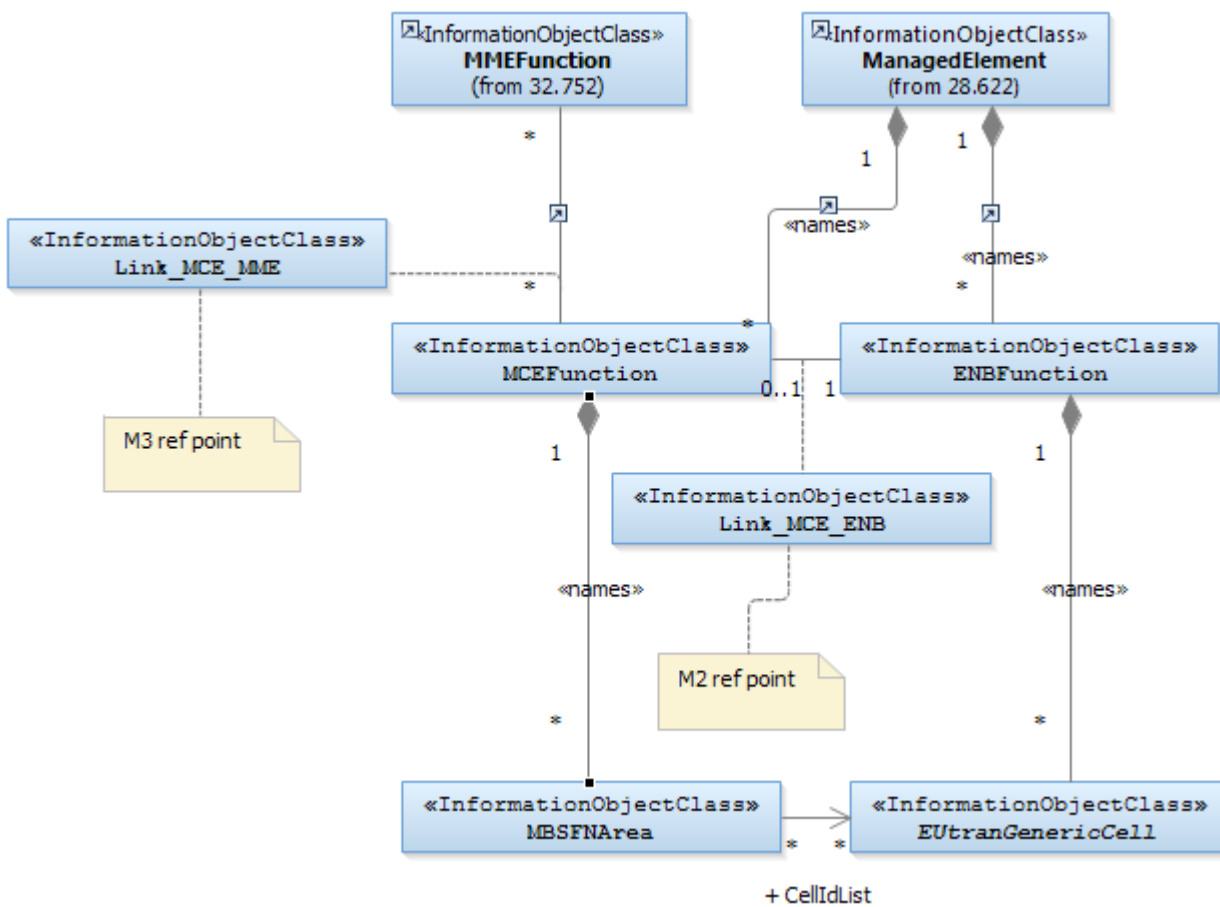 «InformationObjectClass»
MMEFunction
(from 32.752)
«InformationObjectClass»
ManagedElement
(from 28.622)
*
1
1
«names»
«InformationObjectClass»
Link_MCE_MME
«names»
*
*
*
«InformationObjectClass»
MCEFunction
«InformationObjectClass»
ENBFunction
0..1
1
M3 ref point
1
1
«InformationObjectClass»
Link_MCE_ENB
«names»
«names»
M2 ref point
*
*
«InformationObjectClass»
MBSFNArea
«InformationObjectClass»
EUtranGenericCell
*
*
+ CellIdList